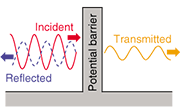 Incident
Reflected
Potential barrier
Transmitted